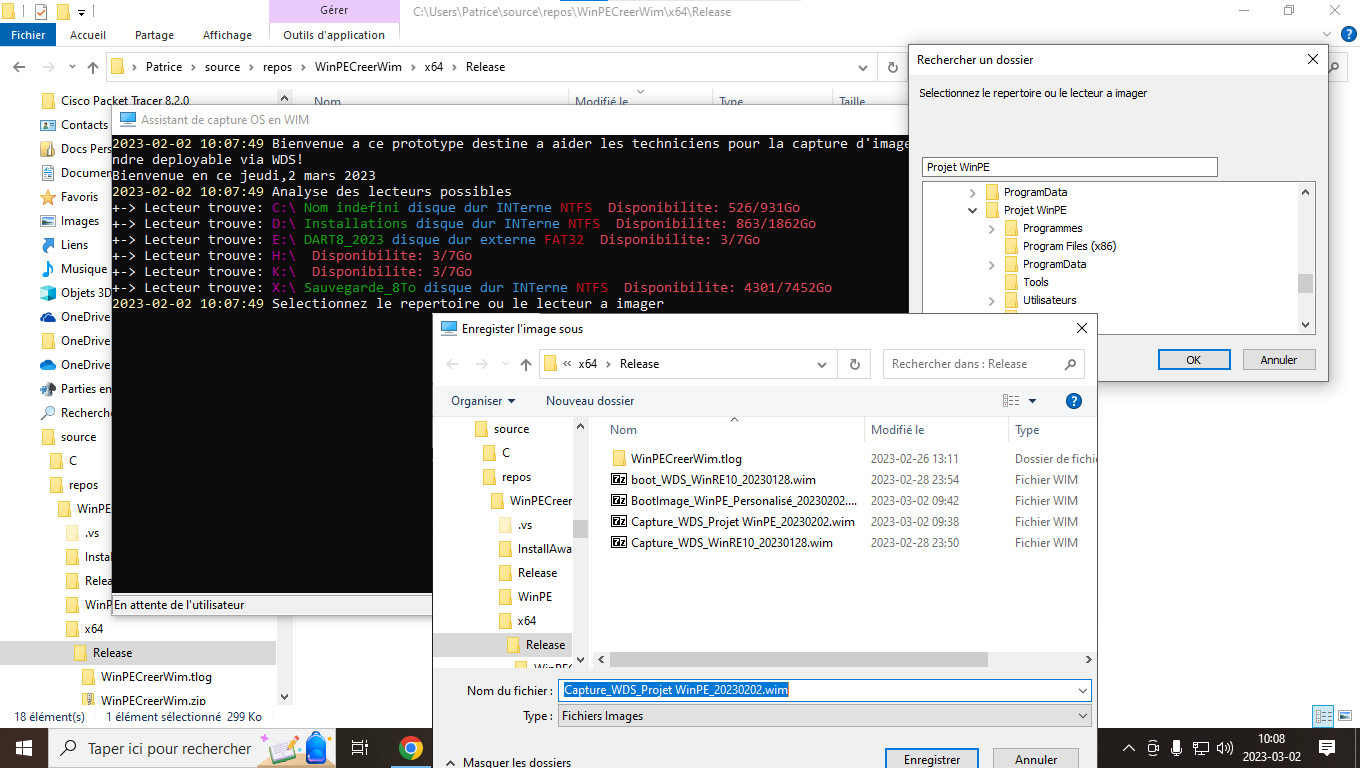 Gérer
C:\Users\Patrice\source\repos\WinPECreerWim\x64\Release
Fichier Accueil Partage Affichage Outils d'application
Patrice source repos WinPECreerWim x64 Release
Nom Modifié le Type Taille
Cisco Packet Tracer 8.2.0
Contacts
Docs Pers
Documen
Favoris
Images
Liens
Musique
Objets 3D
OneDrive
OneDrive
OneDrive
Parties en
Recherche
source
C
repos
WinPE
.vs
Instal
Relea
WinP
x64
Release
WinPECreerWim.tlog
WinPECreerWim.zip
18 élément(s) 1 élément sélectionné 299 Ko
Assistant de capture OS en WIM
2023-02-02 10:07:49 Bienvenue a ce prototype destine a aider les techniciens pour la capture d'image
ndre deployable via WDS!
Bienvenue en ce jeudi,2 mars 2023
2023-02-02 10:07:49 Analyse des lecteurs possibles
+-> Lecteur trouve: C:\ Nom indefini disque dur INTerne NTFS Disponibilite: 526/931Go
+-> Lecteur trouve: D:\ Installations disque dur INTerne NTFS Disponibilite: 863/1862Go
+-> Lecteur trouve: E:\ DART8_2023 disque dur externe FAT32 Disponibilite: 3/7Go
+-> Lecteur trouve: H:\ Disponibilite: 3/7Go
+-> Lecteur trouve: K:\ Disponibilite: 3/7Go
+-> Lecteur trouve: X:\ Sauvegarde_8To disque dur INTerne NTFS Disponibilite: 4301/7452Go
2023-02-02 10:07:49 Selectionnez le repertoire ou le lecteur a imager
En attente de l'utilisateur
Rechercher un dossier
Selectionnez le repertoire ou le lecteur a imager
Projet WinPE
ProgramData
Projet WinPE
Programmes
Program Files (x86)
ProgramData
Tools
Utilisateurs
OK Annuler
Enregister l'image sous
« x64 Release
Rechercher dans : Release
Organiser Nouveau dossier
source
C
repos
WinPECreer
.vs
InstallAwa
Release
WinPE
x64
Release
WinPEC
Nom Modifié le Type
WinPECreerWim.tlog 2023-02-26 13:11 Dossier de fichie
boot_WDS_WinRE10_20230128.wim 2023-02-28 23:54 Fichier WIM
BootImage_WinPE_Personalisé_20230202.... 2023-03-02 09:42 Fichier WIM
Capture_WDS_Projet WinPE_20230202.wim 2023-03-02 09:38 Fichier WIM
Capture_WDS_WinRE10_20230128.wim 2023-02-28 23:50 Fichier WIM
Nom du fichier : Capture_WDS_Projet WinPE_20230202.wim
Type : Fichiers Images
Masquer les dossiers
Enregistrer Annuler
Taper ici pour rechercher
10:08
2023-03-02